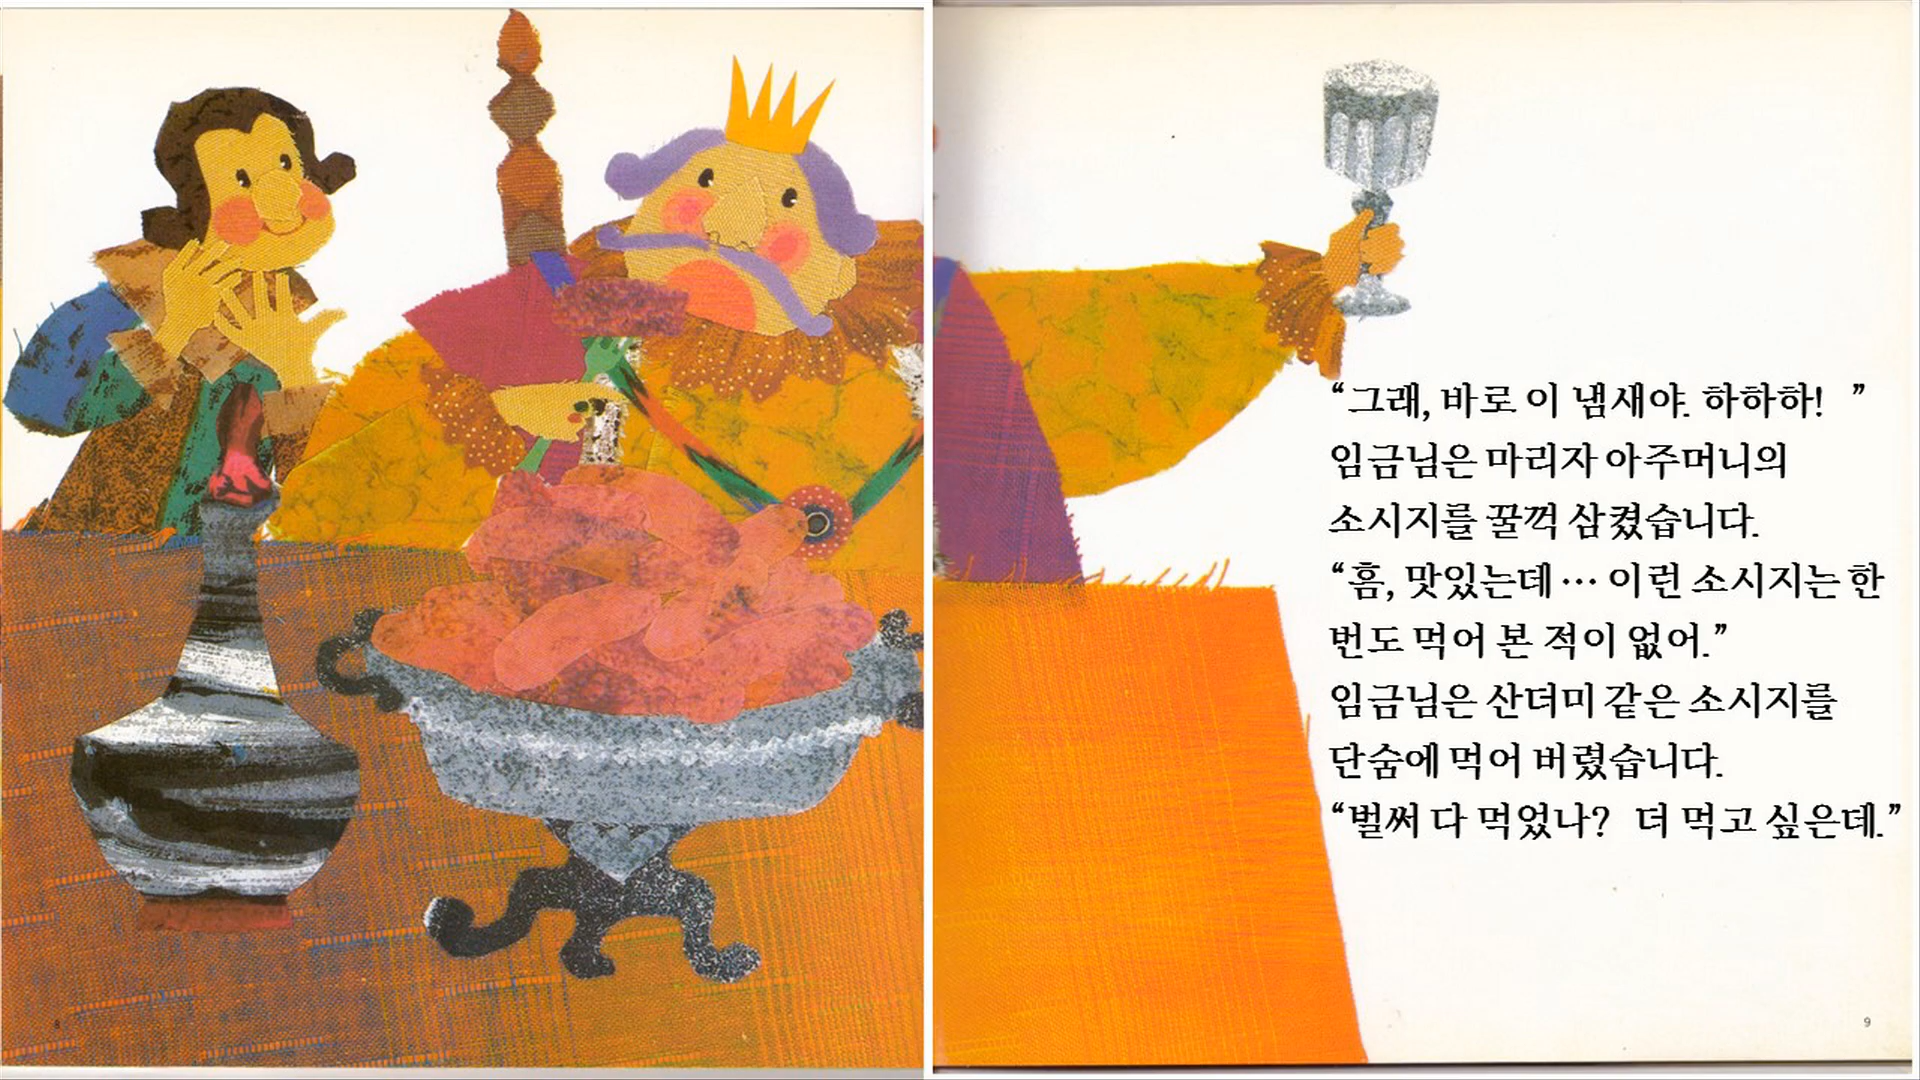 “그래, 바로 이 냄새야. 하하하! ”
임금님은 마리자 아주머니의
소시지를 꿀꺽 삼켰습니다.
“흠, 맛있는데 … 이런 소시지는 한
번도 먹어 본 적이 없어.”
임금님은 산더미 같은 소시지를
단숨에 먹어 버렸습니다.
“벌써 다 먹었나? 더 먹고 싶은데.”
8
9